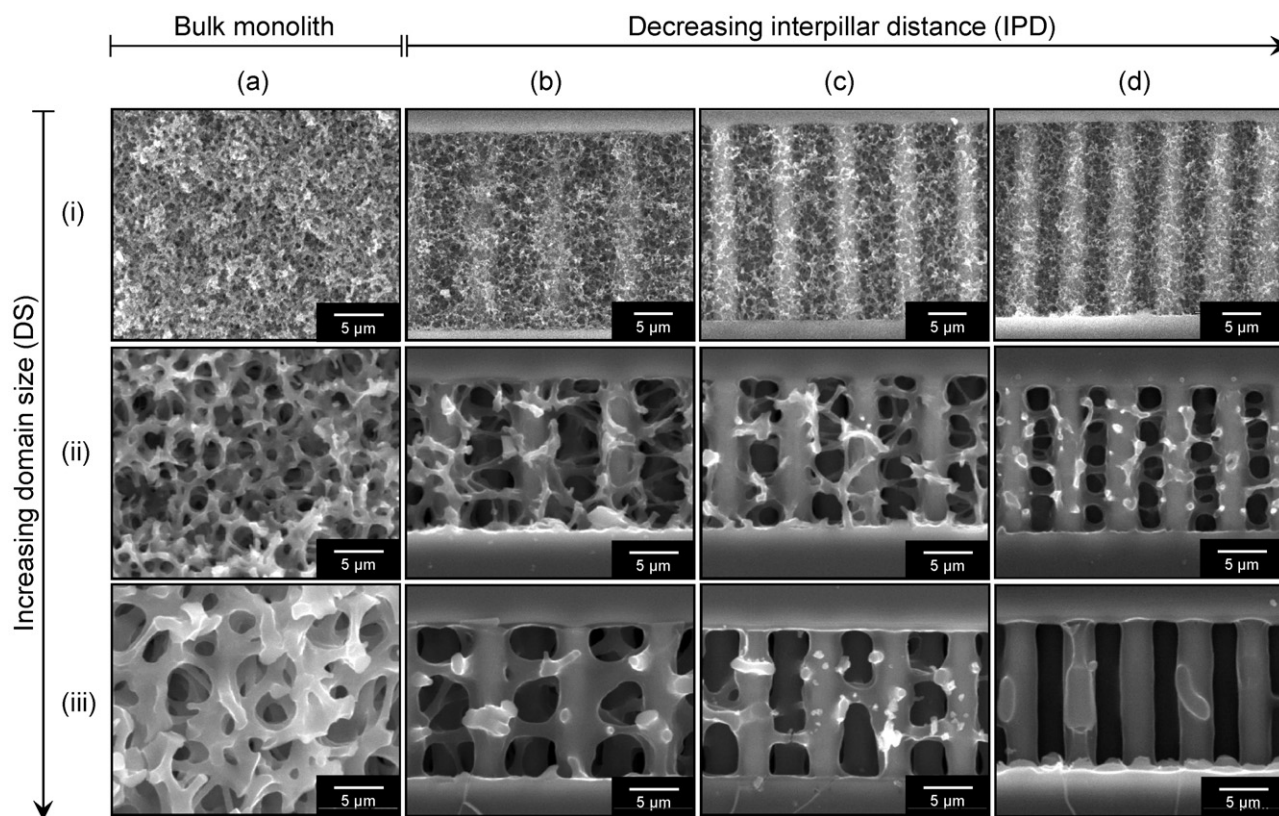 Bulk monolith
Decreasing interpillar distance (IPD)
(a)
(b)
(c)
(d)
Increasing domain size (DS)
(i)
5 µm
5 µm
5 µm
5 µm
(ii)
5 µm
5 µm
5 µm
5 µm
(iii)
5 µm
5 µm
5 µm
5 µm